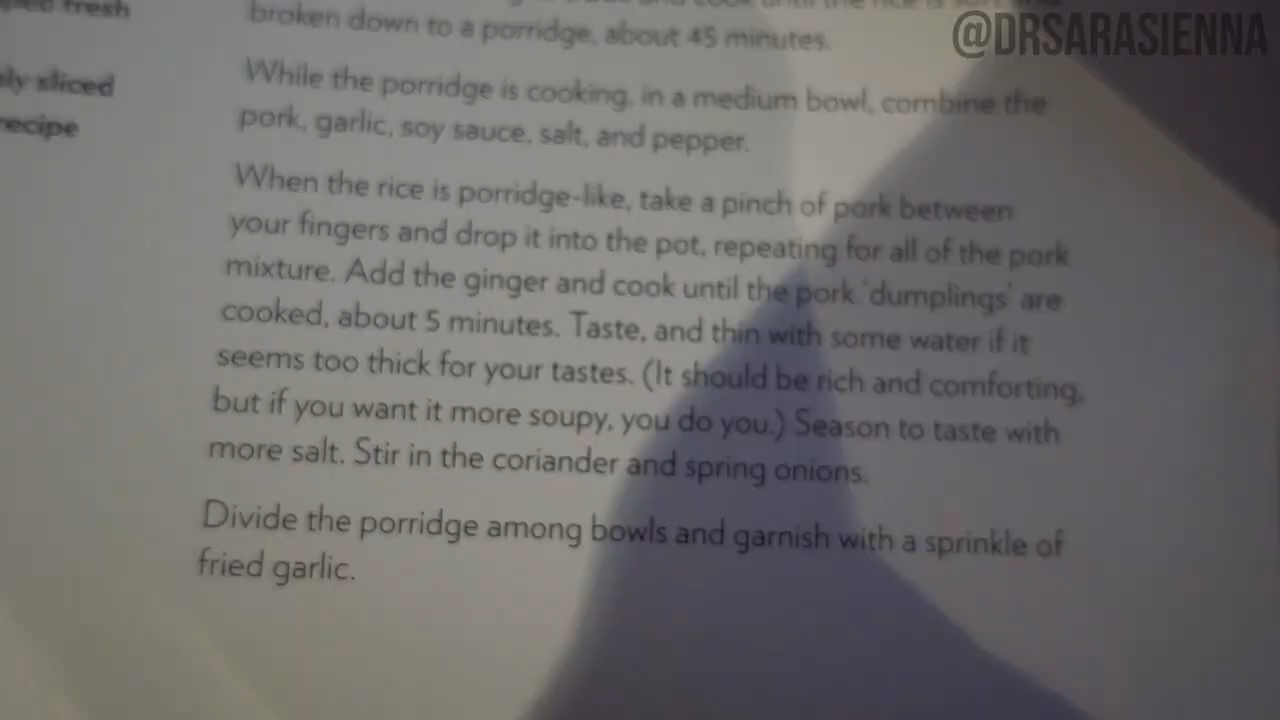 @DRSARASIENNA
fresh
sliced
recipe
broken down to a porridge, about 45 minutes.
While the porridge is cooking, in a medium bowl, combine the
pork, garlic, soy sauce, salt, and pepper.
When the rice is porridge-like, take a pinch of pork between
your fingers and drop it into the pot, repeating for all of the pork
mixture. Add the ginger and cook until the pork 'dumplings' are
cooked, about 5 minutes. Taste, and thin with some water if it
seems too thick for your tastes. (It should be rich and comforting,
but if you want it more soupy, you do you.) Season to taste with
more salt. Stir in the coriander and spring onions.
Divide the porridge among bowls and garnish with a sprinkle of
fried garlic.